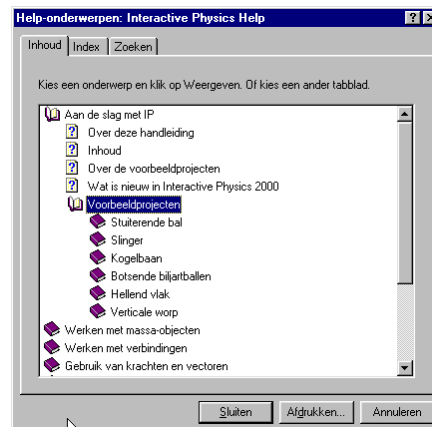 Help-onderwerpen: Interactive Physics Help
Inhoud Index Zoeken
Kies een onderwerp en klik op Weergeven. Of kies een ander tabblad.
Aan de slag met IP
Over deze handleiding
Inhoud
Over de voorbeeldprojecten
Wat is nieuw in Interactive Physics 2000
Voorbeeldprojecten
Stuiterende bal
Slinger
Kogelbaan
Botsende biljartballen
Hellend vlak
Verticale worp
Werken met massa-objecten
Werken met verbindingen
Gebruik van krachten en vectoren
Sluiten Afdrukken... Annuleren